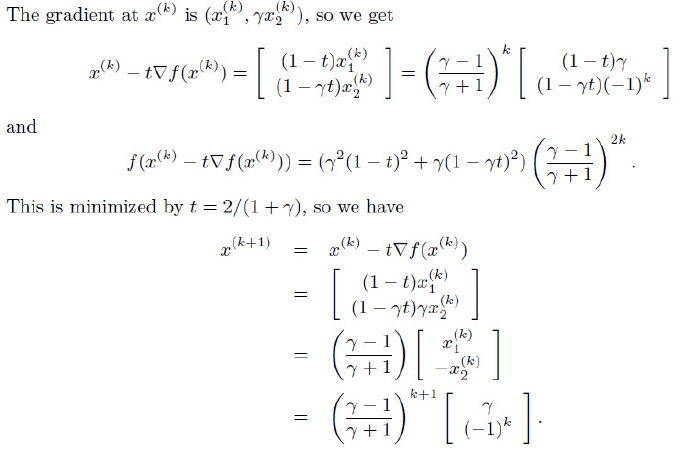 The gradient at x^{(k)} is (x_1^{(k)}, γx_2^{(k)}), so we get
x^{(k)} − t∇f(x^{(k)}) = [ (1 − t)x_1^{(k)} ; (1 − γt)x_2^{(k)} ] = ((γ − 1)/(γ + 1))^k [ (1 − t)γ ; (1 − γt)(−1)^k ]
and
f(x^{(k)} − t∇f(x^{(k)})) = (γ^2(1 − t)^2 + γ(1 − γt)^2) ((γ − 1)/(γ + 1))^{2k} .
This is minimized by t = 2/(1 + γ), so we have
x^{(k+1)} = x^{(k)} − t∇f(x^{(k)})
= [ (1 − t)x_1^{(k)} ; (1 − γt)γx_2^{(k)} ]
= ((γ − 1)/(γ + 1)) [ x_1^{(k)} ; −x_2^{(k)} ]
= ((γ − 1)/(γ + 1))^{k+1} [ γ ; (−1)^k ] .